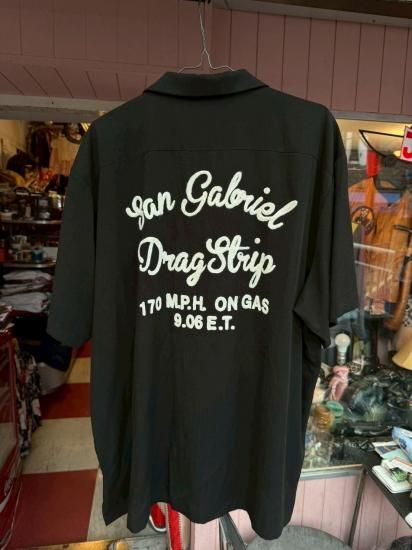 San Gabriel
Drag Strip
170 M.P.H. ON GAS
9.06 E.T.